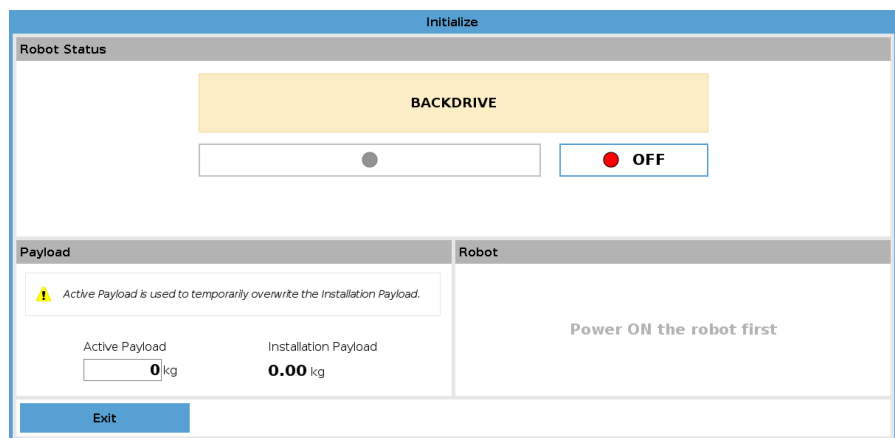 Initialize
Robot Status
BACKDRIVE
OFF
Payload
Active Payload is used to temporarily overwrite the Installation Payload.
Active Payload
Installation Payload
0 kg
0.00 kg
Robot
Power ON the robot first
Exit